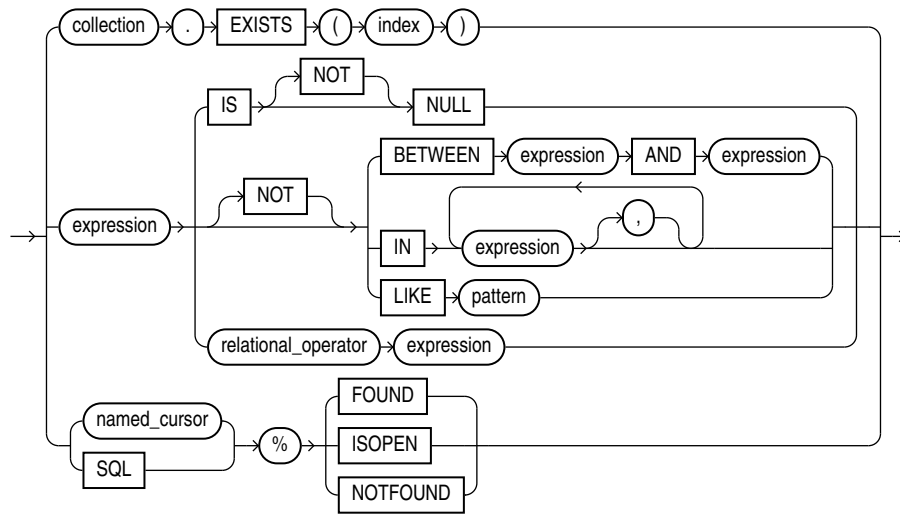 collection . EXISTS ( index )
NOT
IS NULL
BETWEEN expression AND expression
NOT
,
expression
IN expression
LIKE pattern
relational_operator expression
FOUND
named_cursor
% ISOPEN
SQL
NOTFOUND